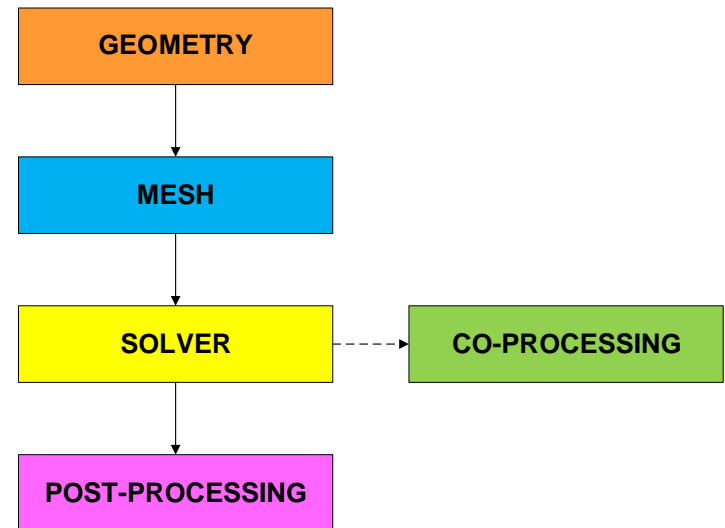 GEOMETRY
MESH
SOLVER
CO-PROCESSING
POST-PROCESSING